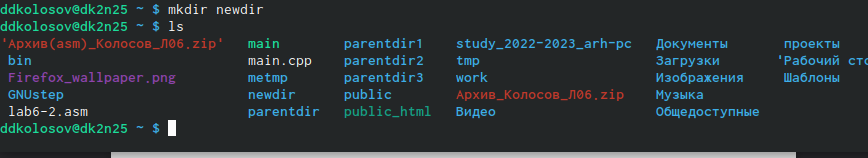 ddkolosov@dk2n25 ~ $ mkdir newdir
ddkolosov@dk2n25 ~ $ ls
'Архив(asm)_Колосов_Л06.zip' main parentdir1 study_2022-2023_arh-pc Документы проекты
bin main.cpp parentdir2 tmp Загрузки 'Рабочий сто
Firefox_wallpaper.png metmp parentdir3 work Изображения Шаблоны
GNUstep newdir public Архив_Колосов_Л06.zip Музыка
lab6-2.asm parentdir public_html Видео Общедоступные
ddkolosov@dk2n25 ~ $